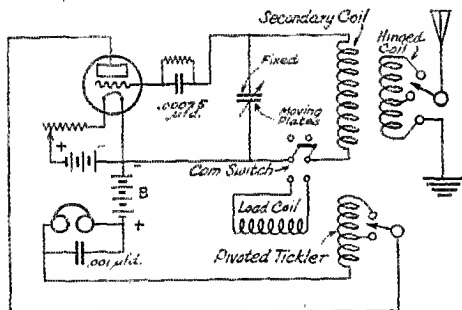 Secondary Coil
Hinged
Coil
Fixed
Moving
Plates
.00025
mfd.
+
-
Cam Switch
-
B
+
Load Coil
.001 mfd.
Pivoted Tickler